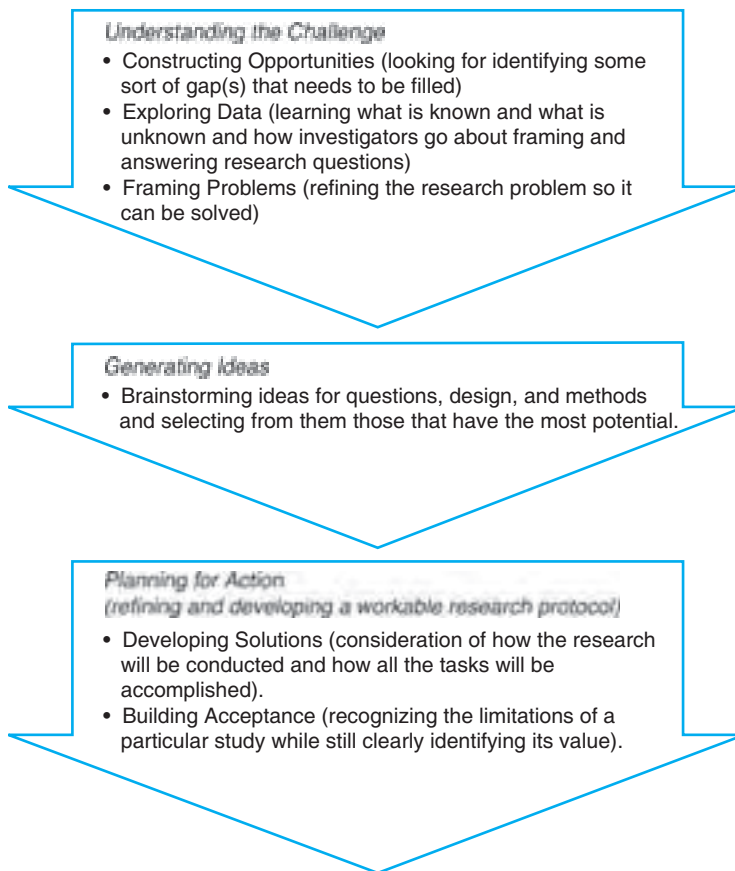 Understanding the Challenge
• Constructing Opportunities (looking for identifying some
sort of gap(s) that needs to be filled)
• Exploring Data (learning what is known and what is
unknown and how investigators go about framing and
answering research questions)
• Framing Problems (refining the research problem so it
can be solved)
Generating Ideas
• Brainstorming ideas for questions, design, and methods
and selecting from them those that have the most potential.
Planning for Action
(refining and developing a workable research protocol)
• Developing Solutions (consideration of how the research
will be conducted and how all the tasks will be
accomplished).
• Building Acceptance (recognizing the limitations of a
particular study while still clearly identifying its value).